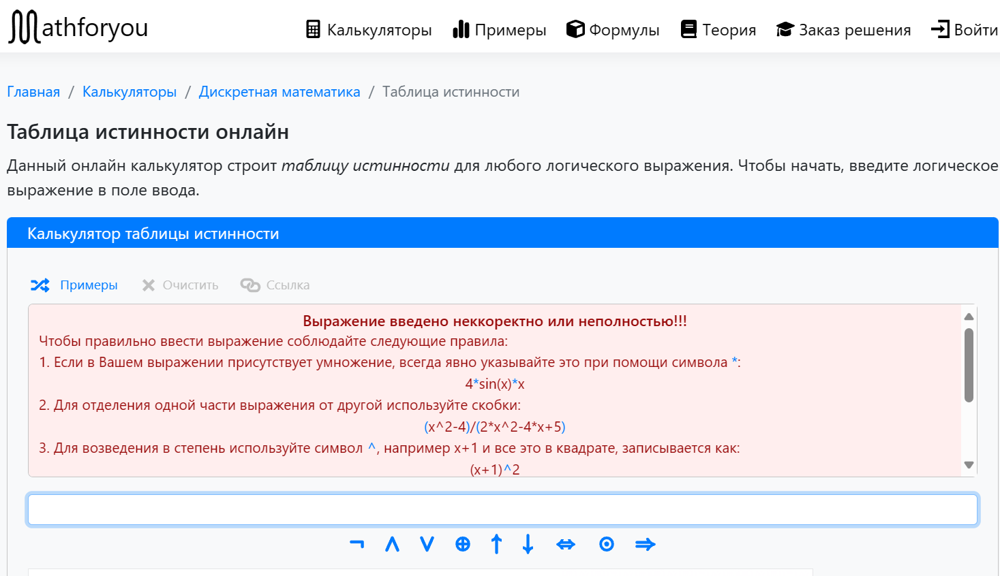 Mathforyou
Калькуляторы Примеры Формулы Теория Заказ решения Войти
Главная / Калькуляторы / Дискретная математика / Таблица истинности
Таблица истинности онлайн
Данный онлайн калькулятор строит таблицу истинности для любого логического выражения. Чтобы начать, введите логическое
выражение в поле ввода.
Калькулятор таблицы истинности
Примеры Очистить Ссылка
Выражение введено неккоректно или неполностью!!!
Чтобы правильно ввести выражение соблюдайте следующие правила:
1. Если в Вашем выражении присутствует умножение, всегда явно указывайте это при помощи символа *:
4*sin(x)*x
2. Для отделения одной части выражения от другой используйте скобки:
(x^2-4)/(2*x^2-4*x+5)
3. Для возведения в степень используйте символ ^, например x+1 и все это в квадрате, записывается как:
(x+1)^2
¬ ∧ ∨ ⊕ ↑ ↓ ⇔ ⊙ ⇒